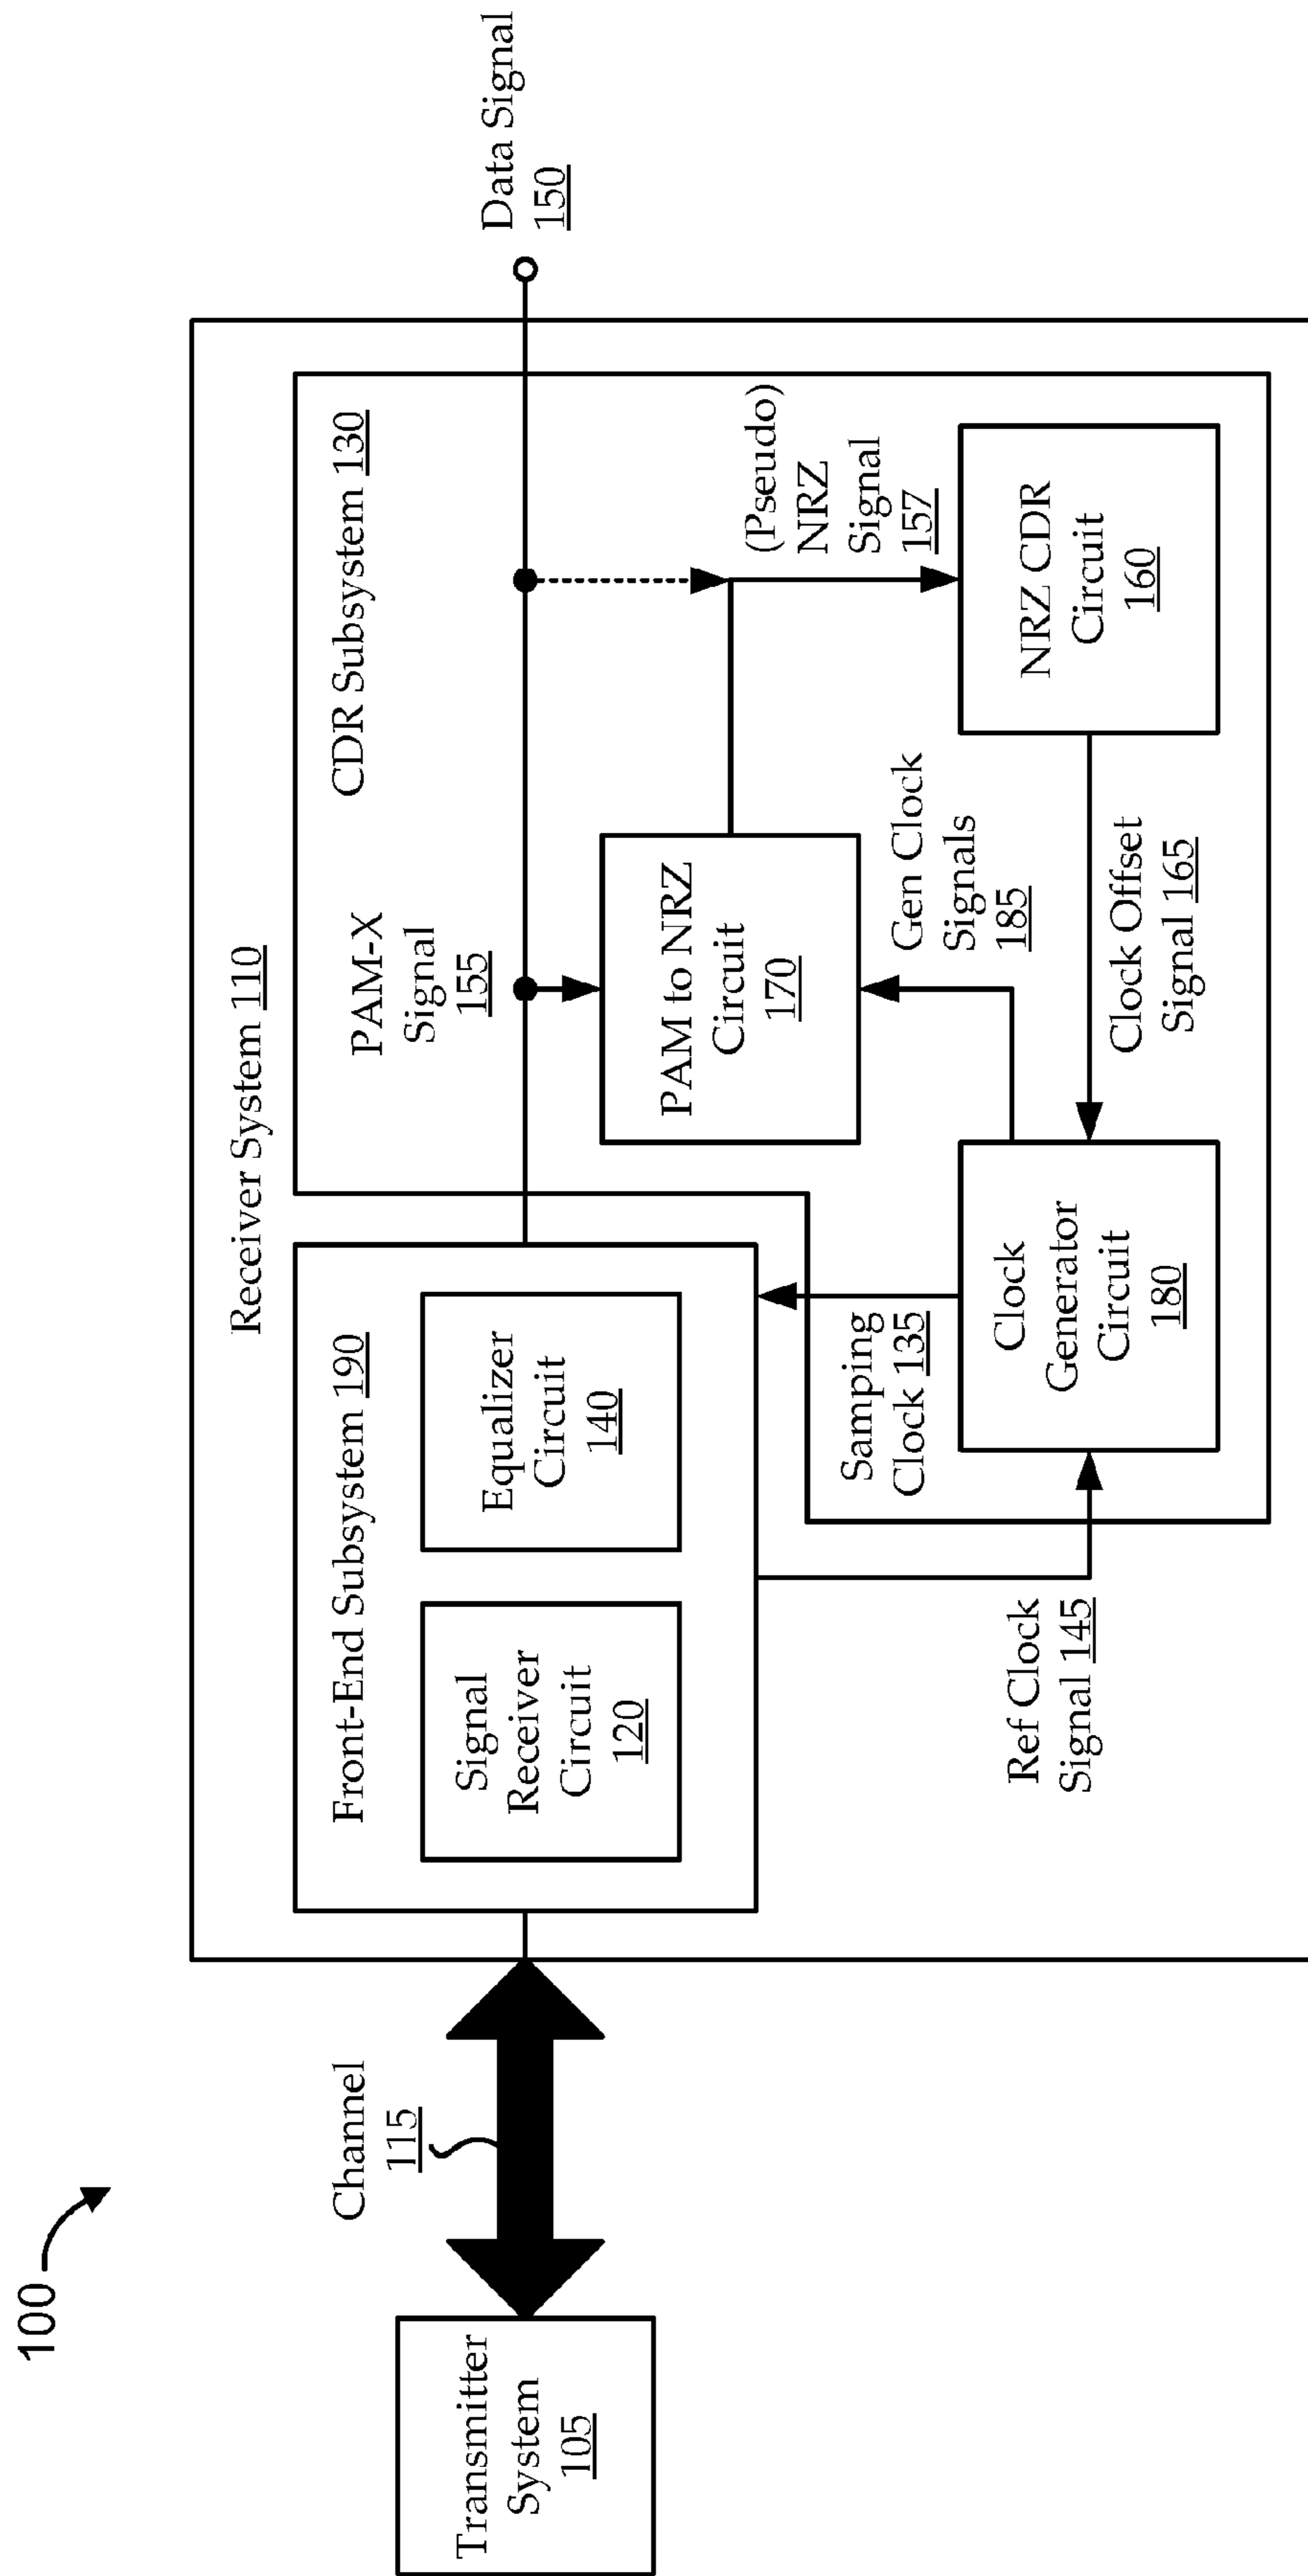 100
Transmitter
System
105
Channel
115
Receiver System 110
Front-End Subsystem 190
Signal
Receiver
Circuit
120
Equalizer
Circuit
140
Ref Clock
Signal 145
Samping
Clock 135
CDR Subsystem 130
PAM-X
Signal
155
PAM to NRZ
Circuit
170
Clock
Generator
Circuit
180
Gen Clock
Signals
185
Clock Offset
Signal 165
(Pseudo)
NRZ
Signal
157
NRZ CDR
Circuit
160
Data Signal
150